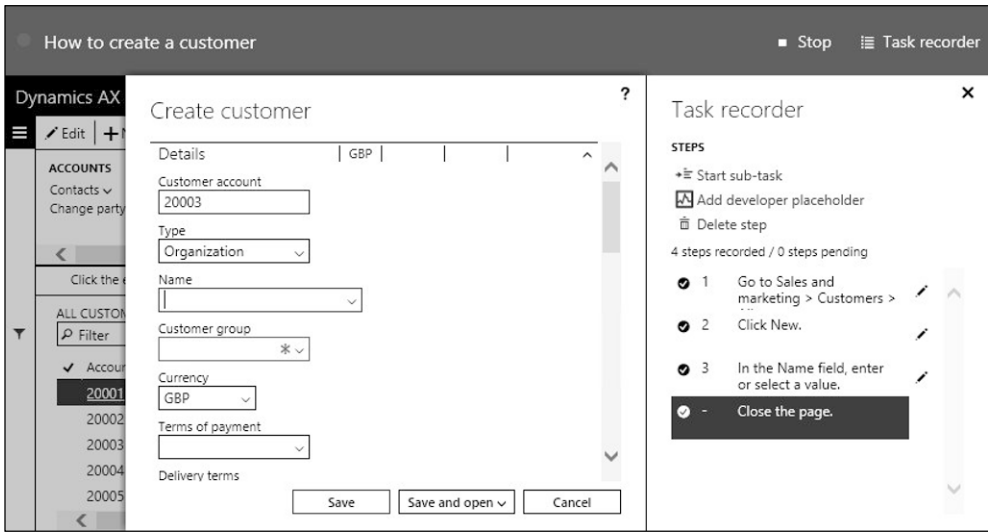 How to create a customer
Stop
Task recorder
Dynamics AX
Edit
ACCOUNTS
Contacts
Change party
Click the
ALL CUSTOM
Filter
Accour
20001
20002
20003
20004
20005
?
Create customer
Details | GBP | | |
Customer account
20003
Type
Organization
Name
Customer group
*
Currency
GBP
Terms of payment
Delivery terms
Save
Save and open
Cancel
Task recorder
STEPS
Start sub-task
Add developer placeholder
Delete step
4 steps recorded / 0 steps pending
1 Go to Sales and
marketing > Customers >
2 Click New.
3 In the Name field, enter
or select a value.
- Close the page.